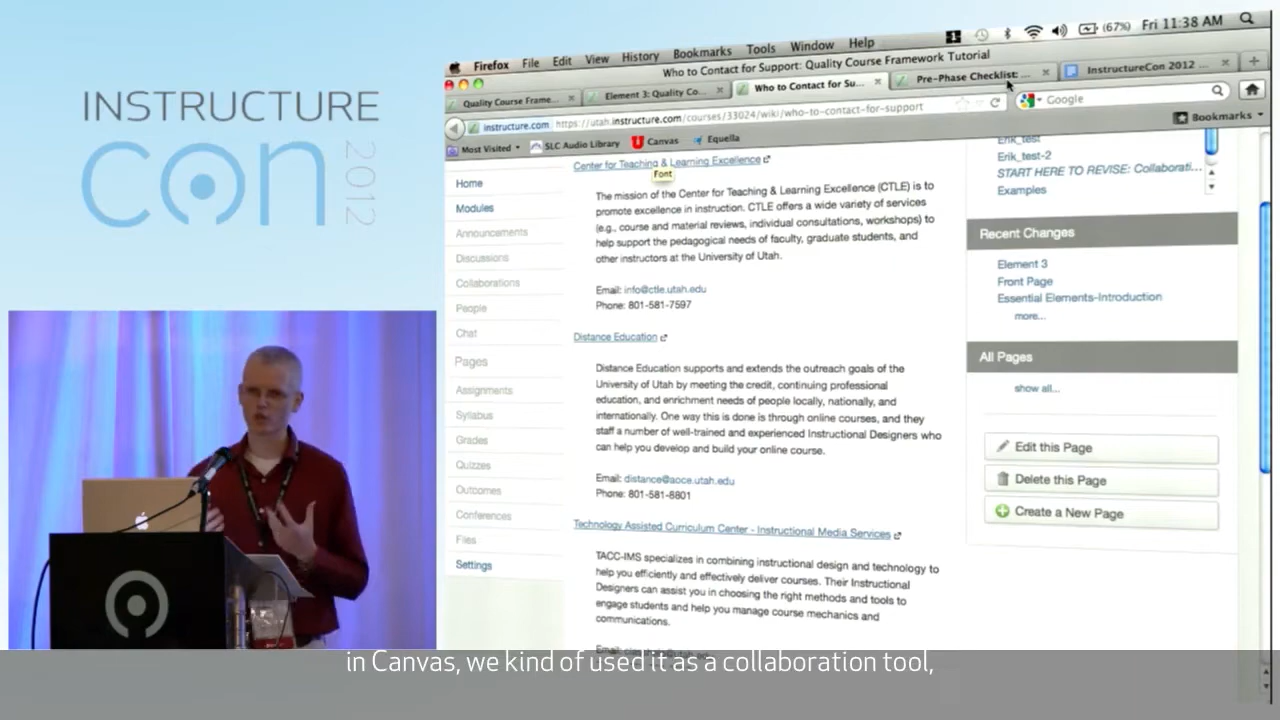 INSTRUCTURE
con 2012
Firefox File Edit View History Bookmarks Tools Window Help
(67%) Fri 11:38 AM
Who to Contact for Support: Quality Course Framework Tutorial
Quality Course Frame...
Element 3: Quality Co...
Who to Contact for Su...
Pre-Phase Checklist: ...
InstructureCon 2012 ...
instructure.com https://utah.instructure.com/courses/33024/wiki/who-to-contact-for-support
Google
Most Visited
SLC Audio Library
Canvas
Equella
Bookmarks
Home
Modules
Announcements
Discussions
Collaborations
People
Chat
Pages
Assignments
Syllabus
Grades
Quizzes
Outcomes
Conferences
Files
Settings
Center for Teaching & Learning Excellence
Font
The mission of the Center for Teaching & Learning Excellence (CTLE) is to
promote excellence in instruction. CTLE offers a wide variety of services
(e.g., course and material reviews, individual consultations, workshops) to
help support the pedagogical needs of faculty, graduate students, and
other instructors at the University of Utah.
Email: info@ctle.utah.edu
Phone: 801-581-7597
Distance Education
Distance Education supports and extends the outreach goals of the
University of Utah by meeting the credit, continuing professional
education, and enrichment needs of people locally, nationally, and
internationally. One way this is done is through online courses, and they
staff a number of well-trained and experienced Instructional Designers who
can help you develop and build your online course.
Email: distance@aoce.utah.edu
Phone: 801-581-8801
Technology Assisted Curriculum Center - Instructional Media Services
TACC-IMS specializes in combining instructional design and technology to
help you efficiently and effectively deliver courses. Their Instructional
Designers can assist you in choosing the right methods and tools to
engage students and help you manage course mechanics and
communications.
Email:
Erik_test
Erik_test-2
START HERE TO REVISE: Collaborati...
Examples
Recent Changes
Element 3
Front Page
Essential Elements-Introduction
more...
All Pages
show all...
Edit this Page
Delete this Page
Create a New Page
in Canvas, we kind of used it as a collaboration tool,